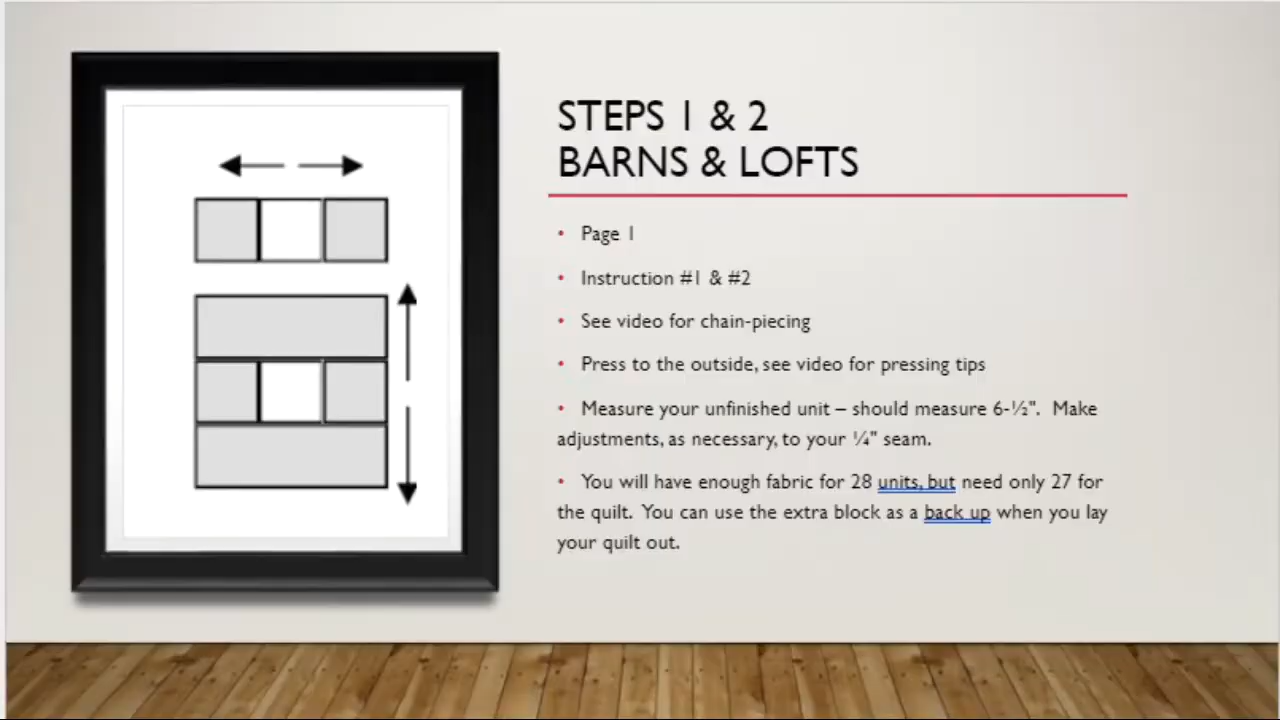 STEPS 1 & 2
BARNS & LOFTS
• Page 1
• Instruction #1 & #2
• See video for chain-piecing
• Press to the outside, see video for pressing tips
• Measure your unfinished unit – should measure 6-½". Make
adjustments, as necessary, to your ¼" seam.
• You will have enough fabric for 28 units, but need only 27 for
the quilt. You can use the extra block as a back up when you lay
your quilt out.